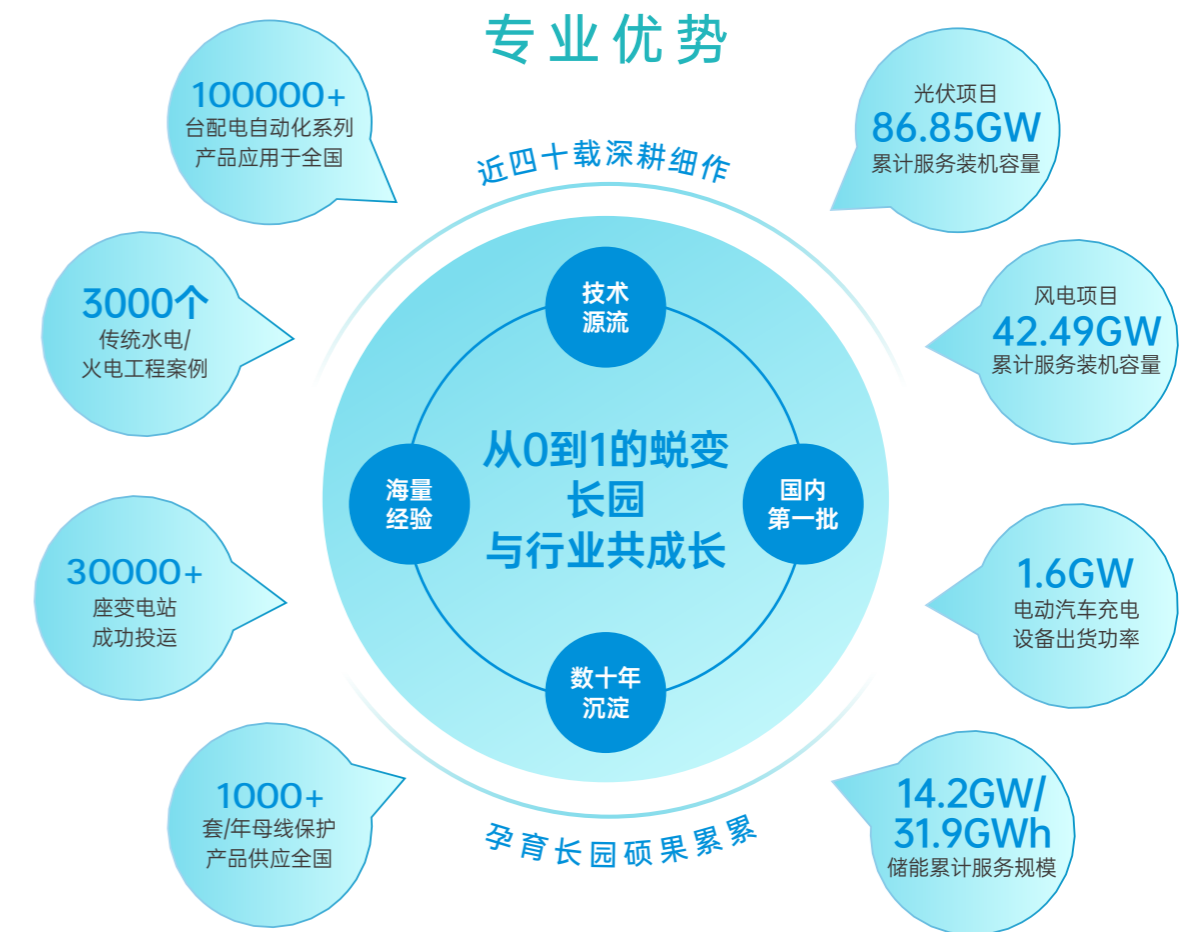 专业优势
100000+
台配电自动化系列
产品应用于全国
3000个
传统水电/
火电工程案例
30000+
座变电站
成功投运
1000+
套/年母线保护
产品供应全国
近四十载深耕细作
技术
源流
海量
经验
从0到1的蜕变
长园
与行业共成长
国内
第一批
数十年
沉淀
孕育长园硕果累累
光伏项目
86.85GW
累计服务装机容量
风电项目
42.49GW
累计服务装机容量
1.6GW
电动汽车充电
设备出货功率
14.2GW/
31.9GWh
储能累计服务规模